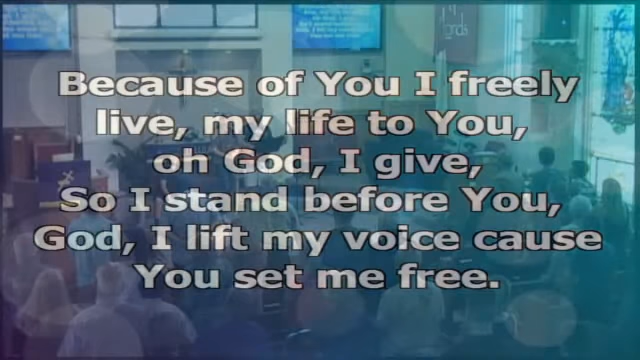 Because of You I freely
live, my life to You,
oh God, I give,
So I stand before You,
God, I lift my voice cause
You set me free.